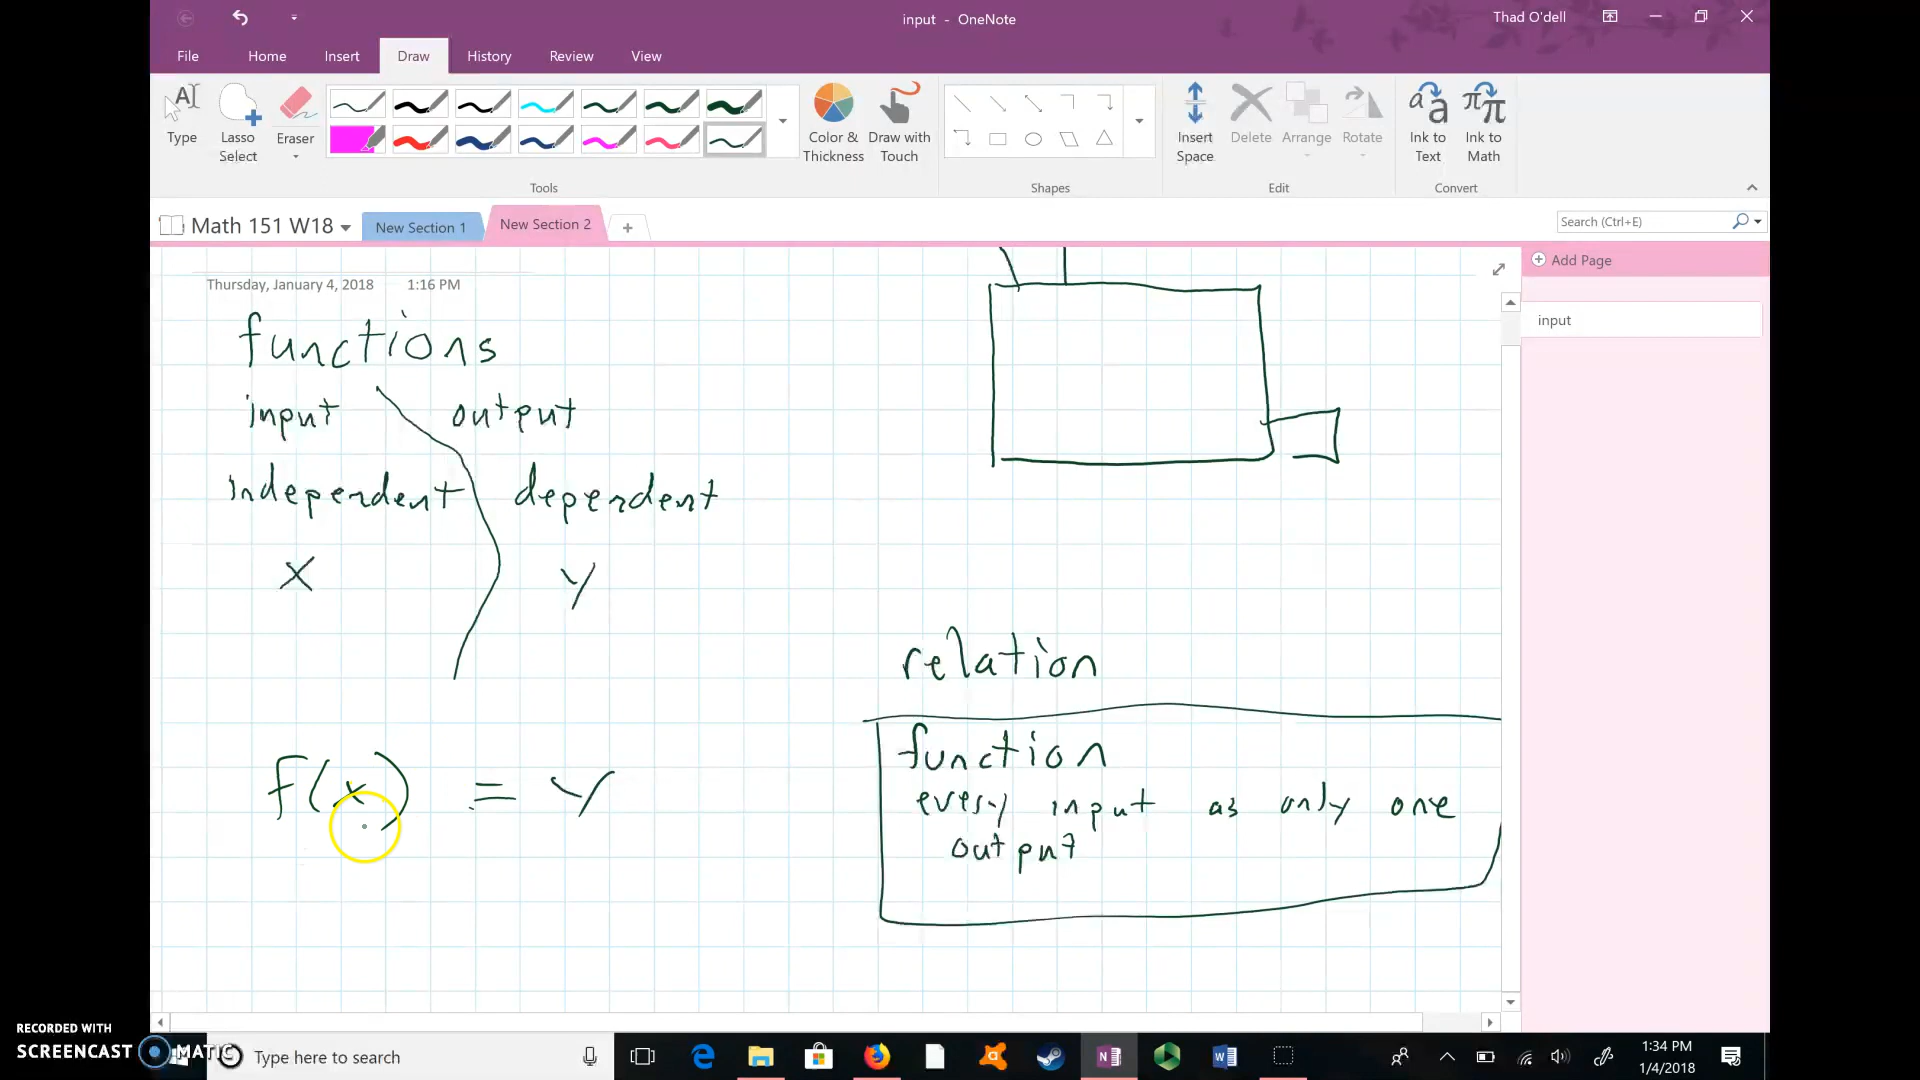 input - OneNote
Thad O'dell
File Home Insert Draw History Review View
Type
Lasso Select
Eraser
Color & Thickness
Draw with Touch
Insert Space
Delete
Arrange
Rotate
Ink to Text
Ink to Math
Tools
Shapes
Edit
Convert
Math 151 W18
New Section 1
New Section 2
Search (Ctrl+E)
Add Page
input
Thursday, January 4, 2018 1:16 PM
functions
input output
independent dependent
x y
f(x) = y
relation
function
every input as only one
output
RECORDED WITH
SCREENCAST MATIC
Type here to search
1:34 PM
1/4/2018